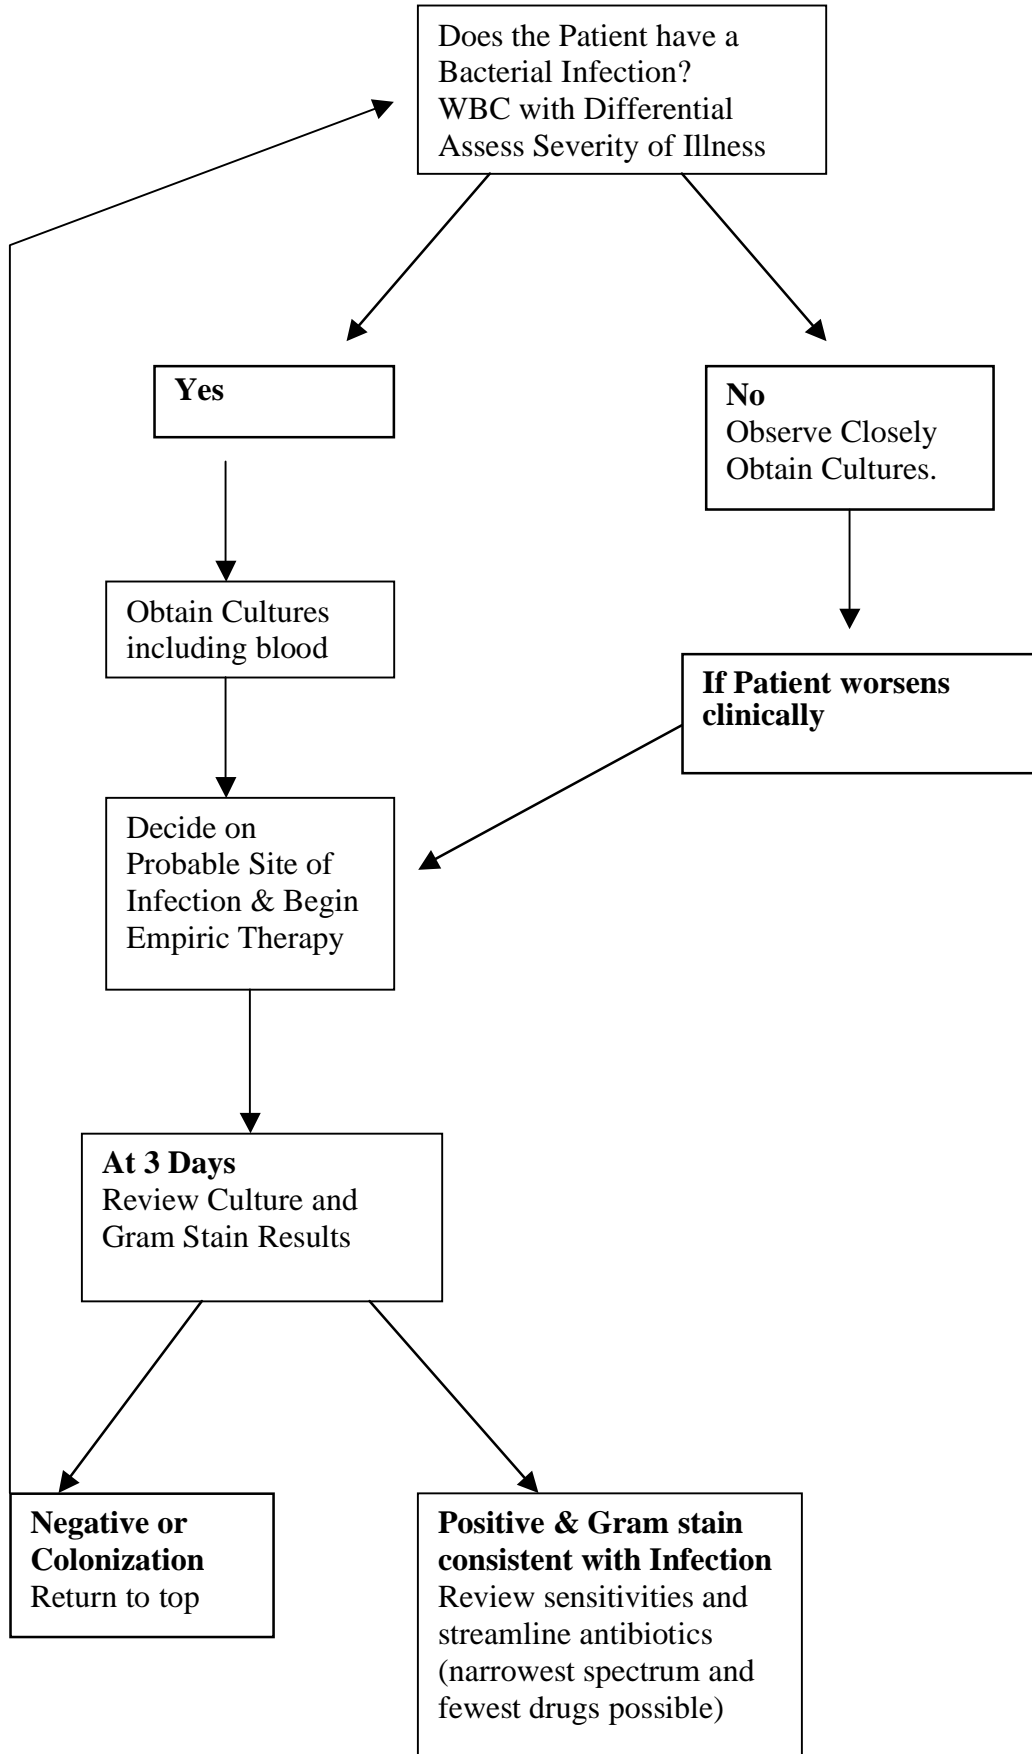 Does the Patient have a
Bacterial Infection?
WBC with Differential
Assess Severity of Illness
Yes
No
Observe Closely
Obtain Cultures.
Obtain Cultures
including blood
If Patient worsens
clinically
Decide on
Probable Site of
Infection & Begin
Empiric Therapy
At 3 Days
Review Culture and
Gram Stain Results
Negative or
Colonization
Return to top
Positive & Gram stain
consistent with Infection
Review sensitivities and
streamline antibiotics
(narrowest spectrum and
fewest drugs possible)